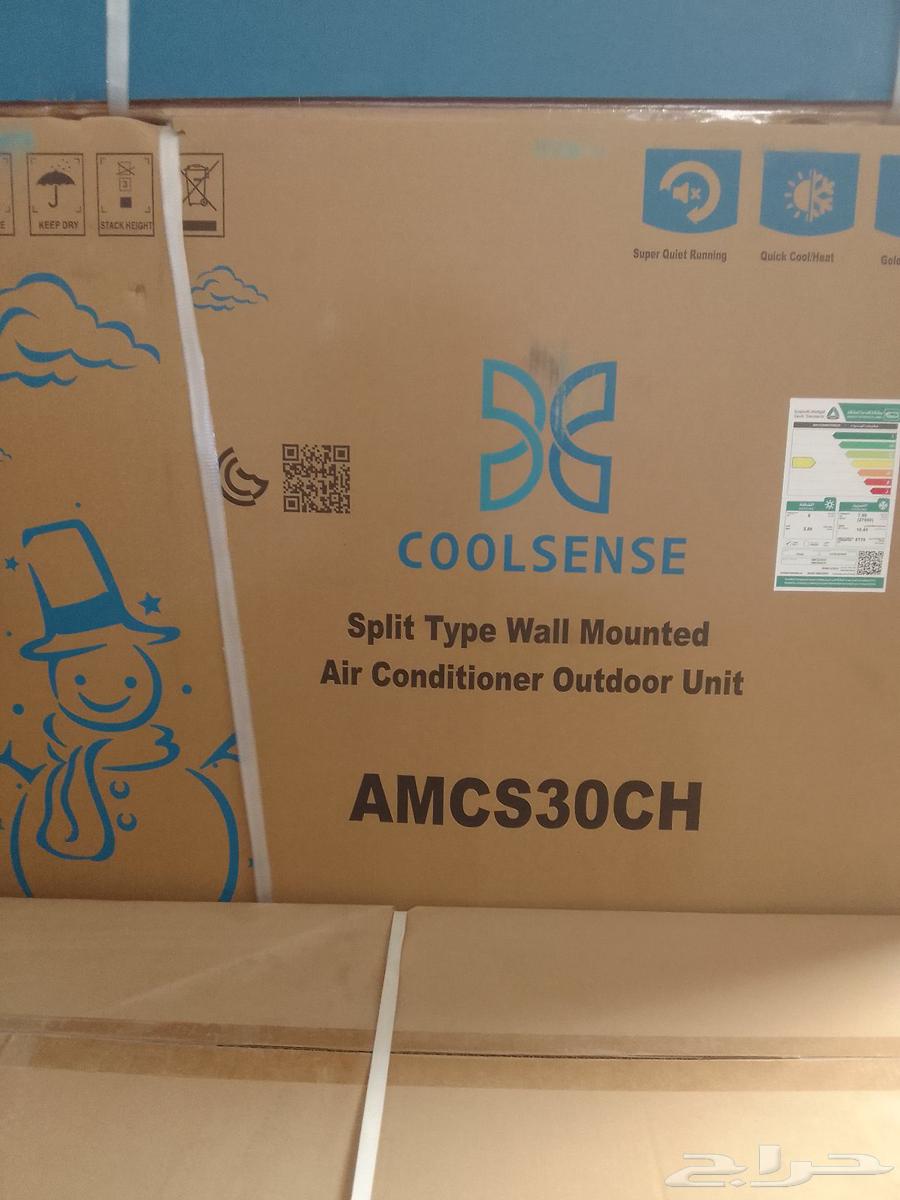 KEEP DRY
3
STACK HEIGHT
Super Quiet Running
Quick Cool/Heat
COOLSENSE
Split Type Wall Mounted
Air Conditioner Outdoor Unit
AMCS30CH
حراج